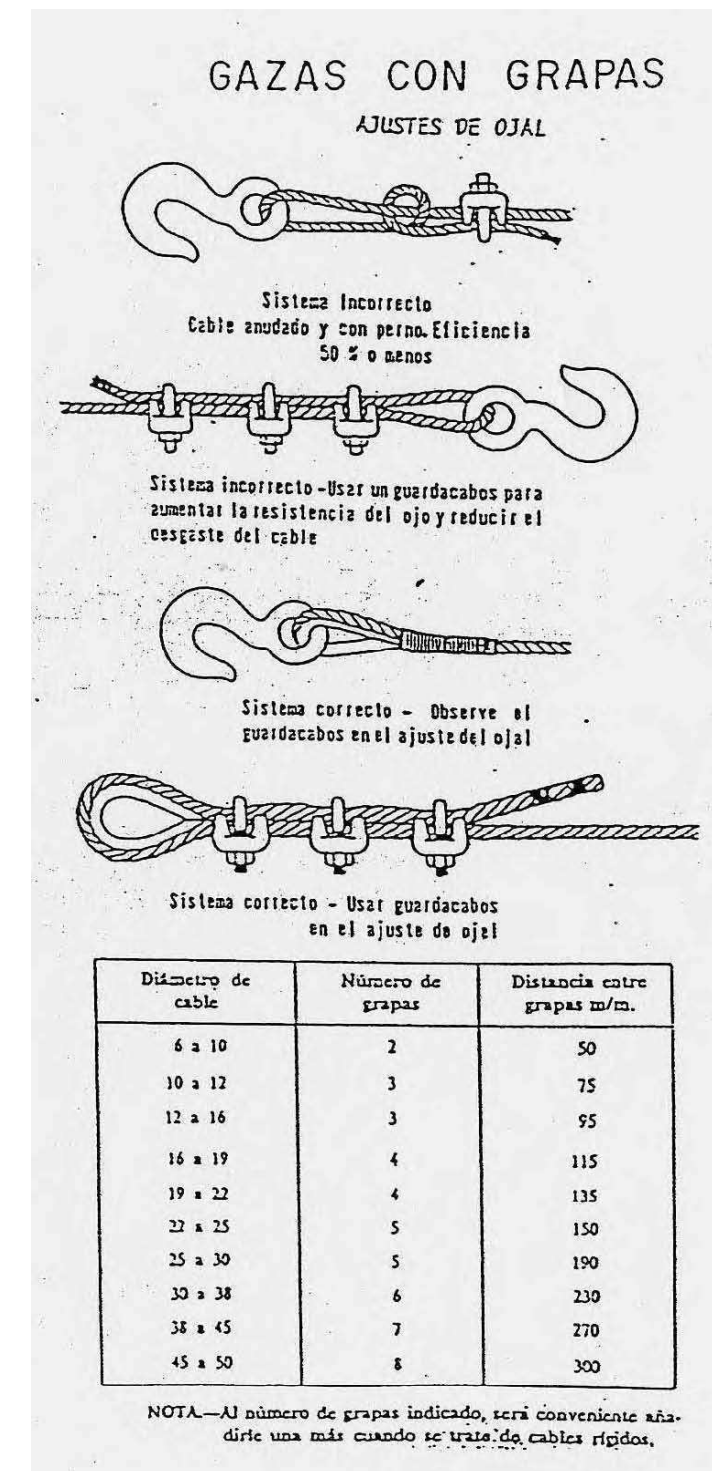 GAZAS CON GRAPAS
AJUSTES DE OJAL
Sistema Incorrecto
Cable anudado y con perno. Eficiencia
50 % o menos
Sistema incorrecto - Usar un guardacabos para
aumentar la resistencia del ojo y reducir el
desgaste del cable
Sistema correcto - Observe el
guardacabos en el ajuste del ojal
Sistema correcto - Usar guardacabos
en el ajuste de ojal
Diámetro de cable Número de grapas Distancia entre grapas m/m.
6 a 10 2 50
10 a 12 3 75
12 a 16 3 95
16 a 19 4 115
19 a 22 4 135
22 a 25 5 150
25 a 30 5 190
30 a 38 6 230
38 a 45 7 270
45 a 50 8 300
NOTA.—Al número de grapas indicado, será conveniente aña-
dirle una más cuando se trate de cables rígidos.